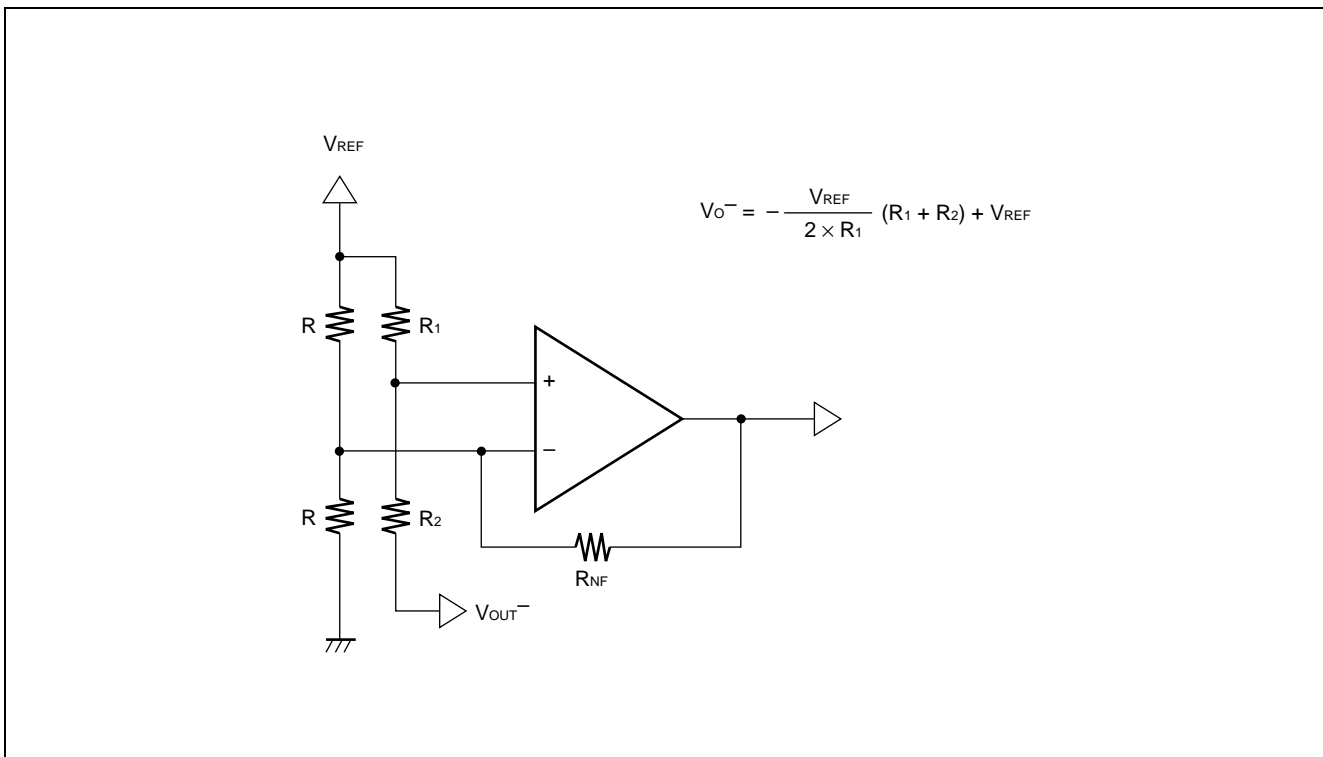 VREF
VO− = − VREF / 2 × R1 (R1 + R2) + VREF
R
R1
+
−
R
R2
RNF
VOUT−